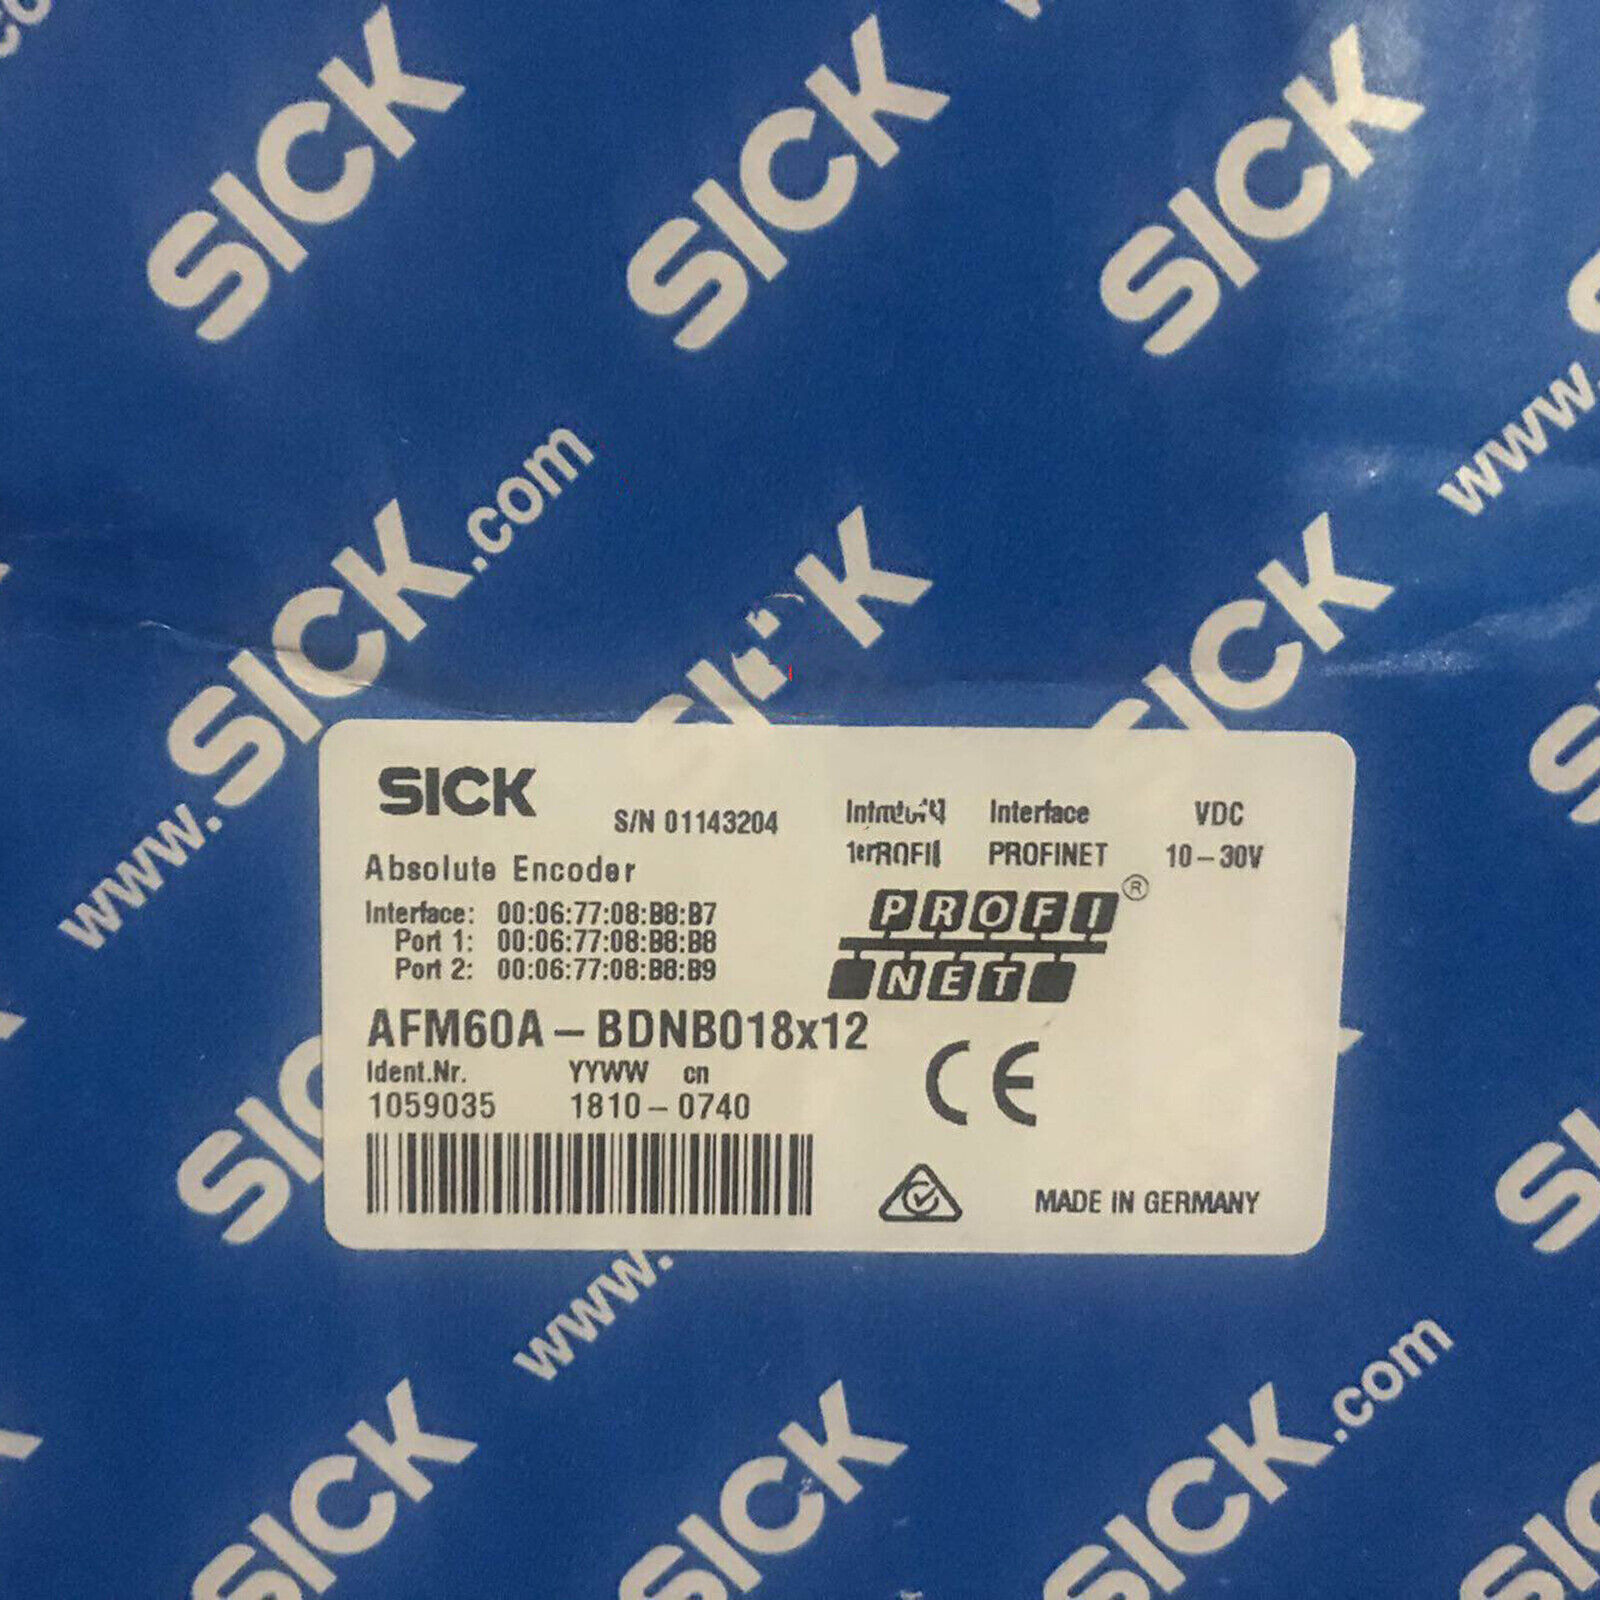 SICK
SICK
SICK
www.SICK.com
SICK
www.
SICK
SICK
S/N 01143204
Interface
VDC
PROFINET
10-30V
Absolute Encoder
Interface: 00:06:77:08:B8:B7
Port 1: 00:06:77:08:B8:B8
Port 2: 00:06:77:08:B8:B9
PROFI®
NET
AFM60A-BDNB018x12
Ident.Nr. YYWW cn
1059035 1810-0740
CE
MADE IN GERMANY
www.
SICK
SICK
SICK.com